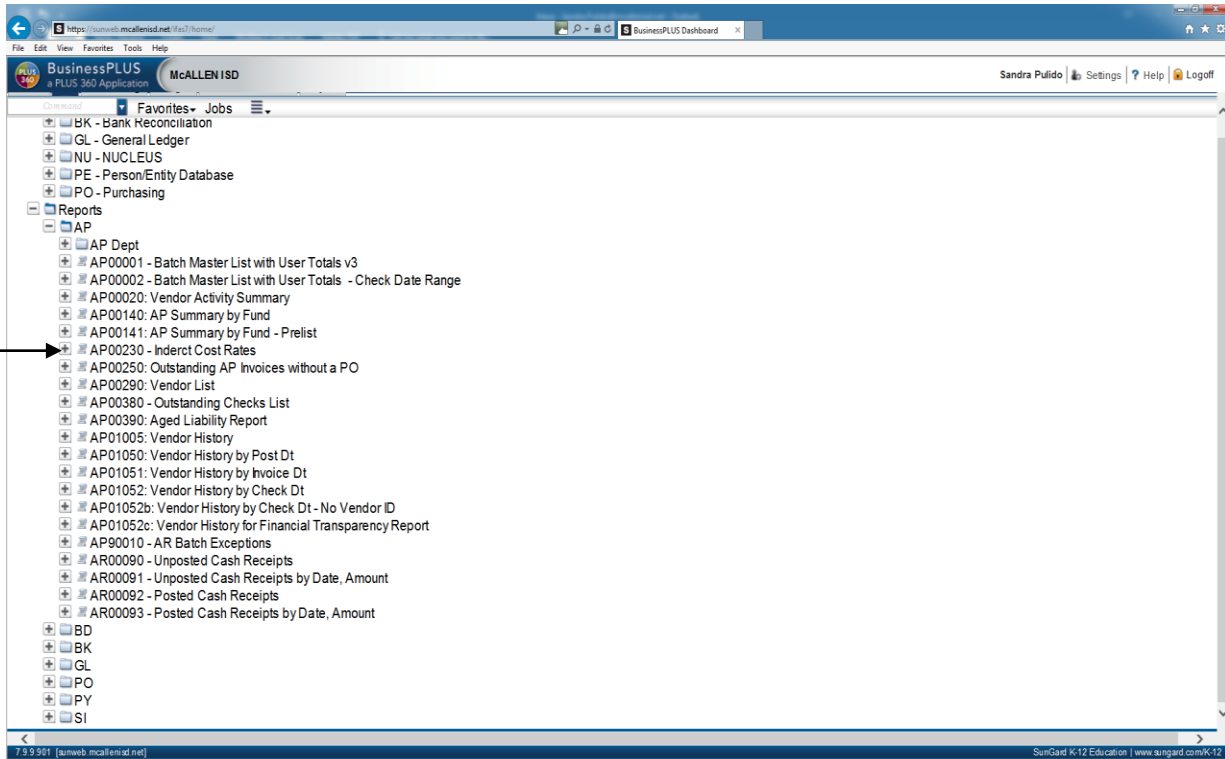 https://sunweb.mcallenisd.net/ifas7/home/
BusinessPLUS Dashboard
File Edit View Favorites Tools Help
PLUS 360
BusinessPLUS
a PLUS 360 Application
McALLEN ISD
Sandra Pulido Settings ? Help Logoff
Command Favorites Jobs
BK - Bank Reconciliation
GL - General Ledger
NU - NUCLEUS
PE - Person/Entity Database
PO - Purchasing
Reports
AP
AP Dept
AP00001 - Batch Master List with User Totals v3
AP00002 - Batch Master List with User Totals - Check Date Range
AP00020: Vendor Activity Summary
AP00140: AP Summary by Fund
AP00141: AP Summary by Fund - Prelist
AP00230 - Inderct Cost Rates
AP00250: Outstanding AP Invoices without a PO
AP00290: Vendor List
AP00380 - Outstanding Checks List
AP00390: Aged Liability Report
AP01005: Vendor History
AP01050: Vendor History by Post Dt
AP01051: Vendor History by Invoice Dt
AP01052: Vendor History by Check Dt
AP01052b: Vendor History by Check Dt - No Vendor ID
AP01052c: Vendor History for Financial Transparency Report
AP90010 - AR Batch Exceptions
AR00090 - Unposted Cash Receipts
AR00091 - Unposted Cash Receipts by Date, Amount
AR00092 - Posted Cash Receipts
AR00093 - Posted Cash Receipts by Date, Amount
BD
BK
GL
PO
PY
SI
7.9.9.901 [sunweb.mcallenisd.net] SunGard K-12 Education | www.sungard.com/K-12